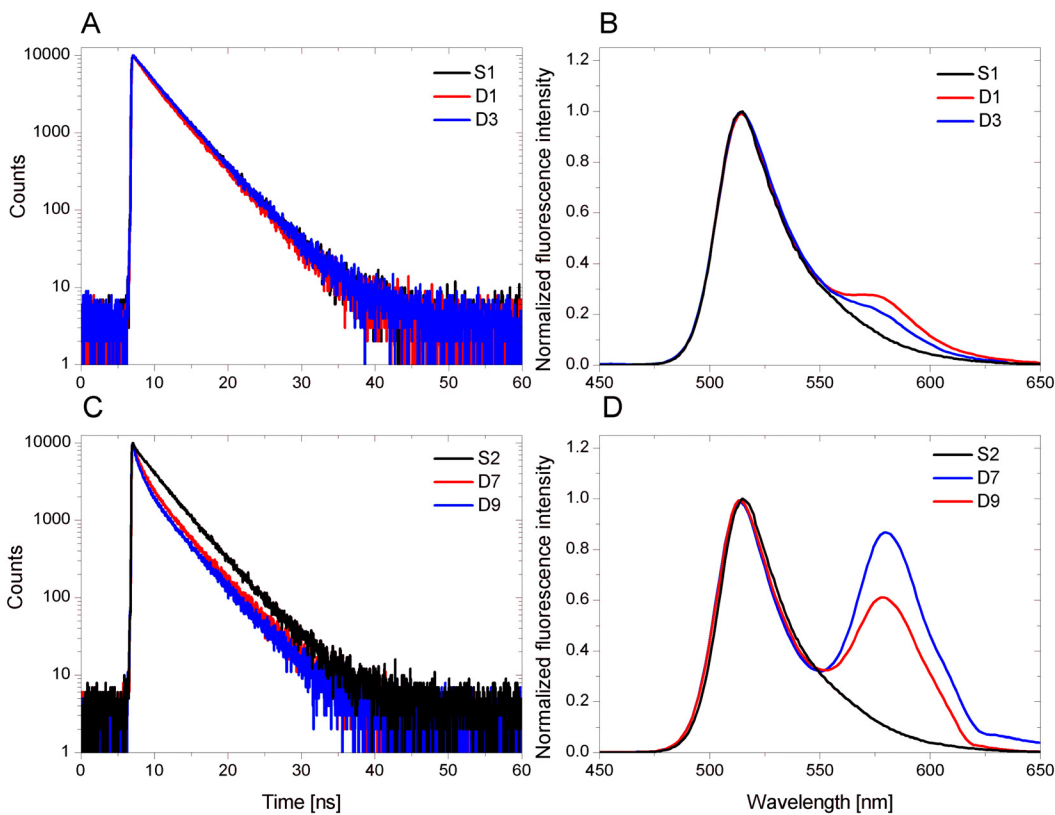 A
Counts
10000
1000
100
10
1
0 10 20 30 40 50 60
S1
D1
D3
B
Normalized fluorescence intensity
1.2
1.0
0.8
0.6
0.4
0.2
0.0
450 500 550 600 650
S1
D1
D3
C
Counts
10000
1000
100
10
1
0 10 20 30 40 50 60
Time [ns]
S2
D7
D9
D
Normalized fluorescence intensity
1.2
1.0
0.8
0.6
0.4
0.2
0.0
450 500 550 600 650
Wavelength [nm]
S2
D7
D9